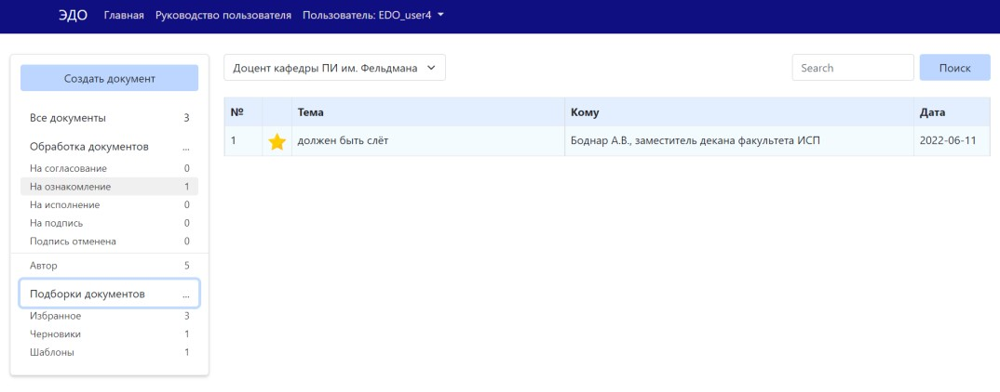 ЭДО Главная Руководство пользователя Пользователь: EDO_user4
Создать документ
Все документы 3
Обработка документов ...
На согласование 0
На ознакомление 1
На исполнение 0
На подпись 0
Подпись отменена 0
Автор 5
Подборки документов ...
Избранное 3
Черновики 1
Шаблоны 1
Доцент кафедры ПИ им. Фельдмана
Search Поиск
№ Тема Кому Дата
1 должен быть слёт Боднар А.В., заместитель декана факультета ИСП 2022-06-11